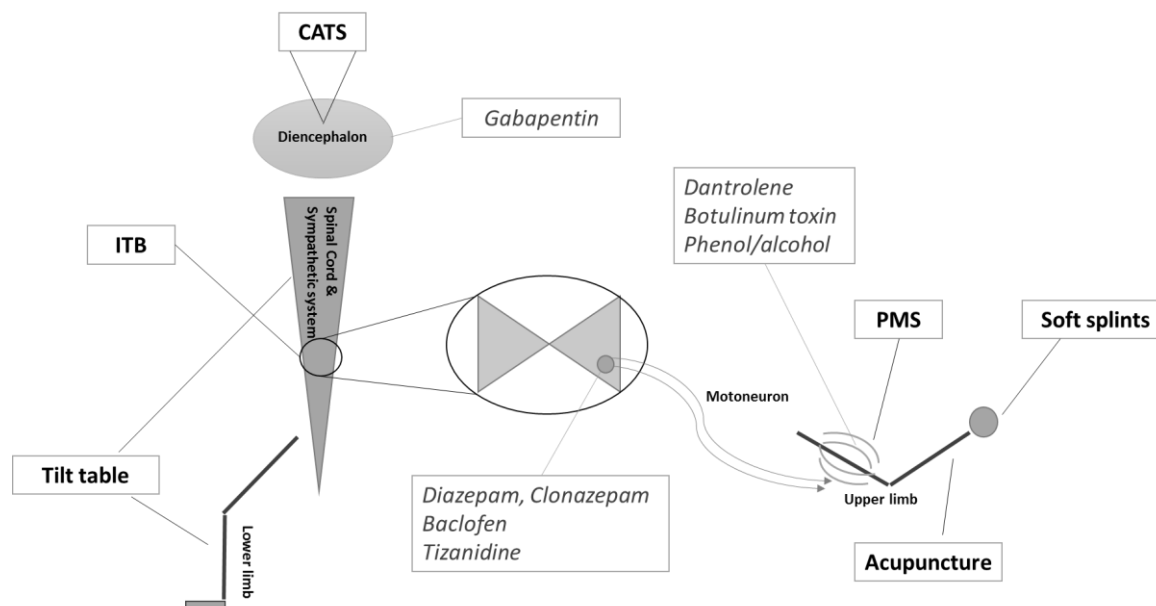 CATS
Diencephalon
Gabapentin
Spinal Cord &
Sympathetic system
ITB
Dantrolene
Botulinum toxin
Phenol/alcohol
PMS
Soft splints
Motoneuron
Tilt table
Lower limb
Diazepam, Clonazepam
Baclofen
Tizanidine
Upper limb
Acupuncture